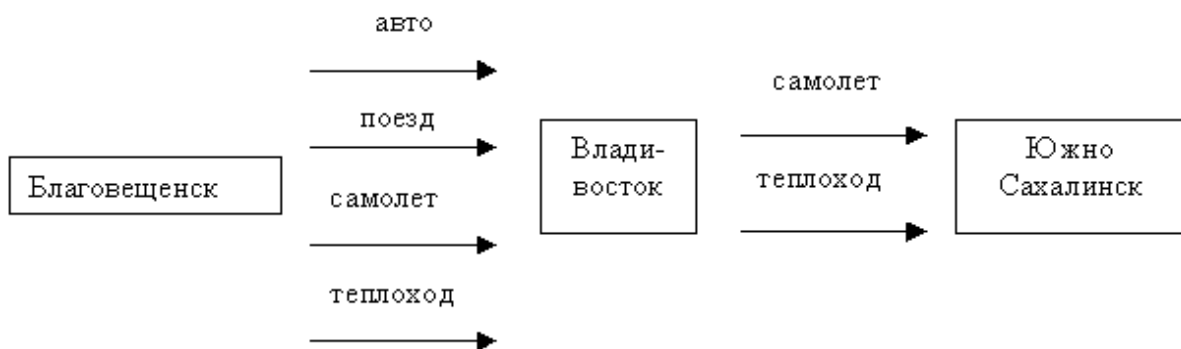 авто
поезд
самолет
теплоход
Благовещенск
Влади-
восток
самолет
теплоход
Южно
Сахалинск